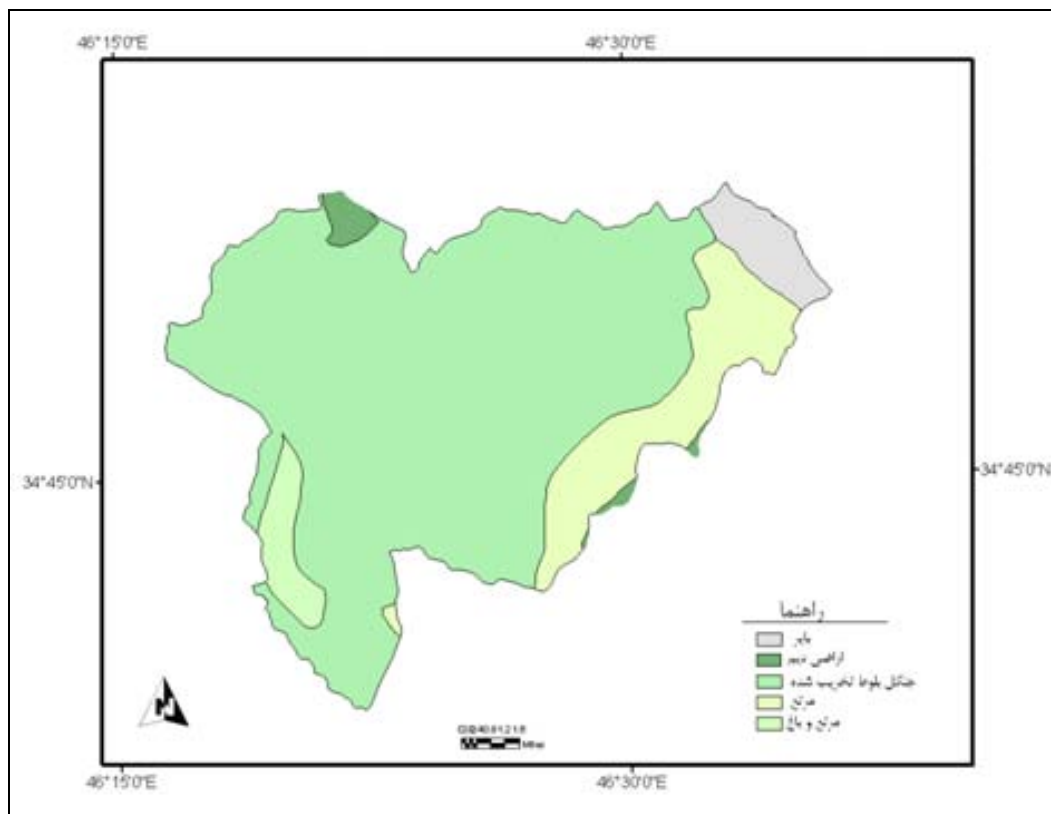 46°15'0"E
46°30'0"E
34°45'0"N
34°45'0"N
راهنما
بایر
اراضی دیم
جنگل بلوط تخریب شده
مرتع
مرتع و باغ
Miles
46°15'0"E
46°30'0"E